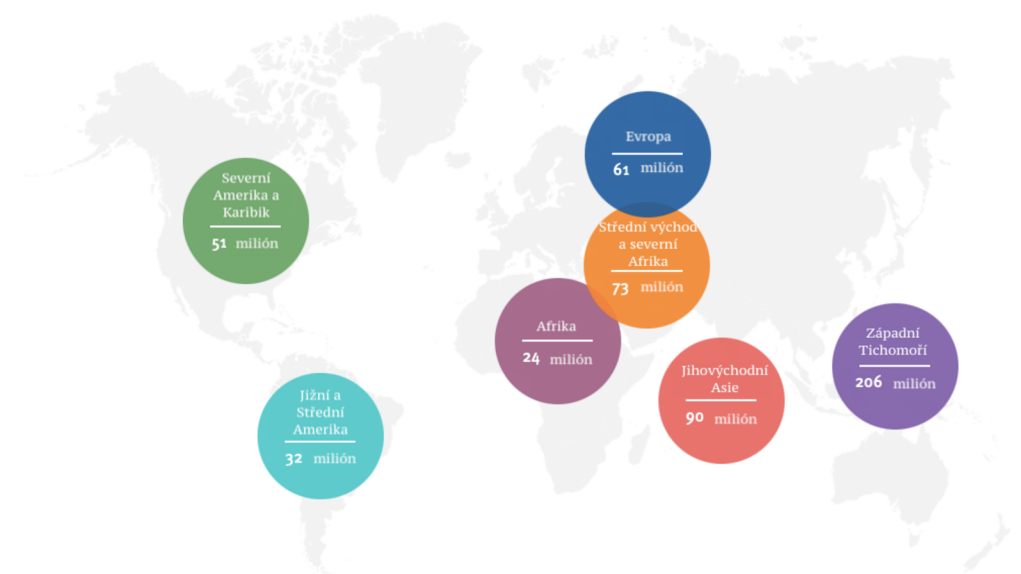 Evropa
61 milión
Severní
Amerika a
Karibik
51 milión
Střední východ
a severní
Afrika
73 milión
Afrika
24 milión
Západní
Tichomoří
206 milión
Jihovýchodní
Asie
90 milión
Jižní a
Střední
Amerika
32 milión